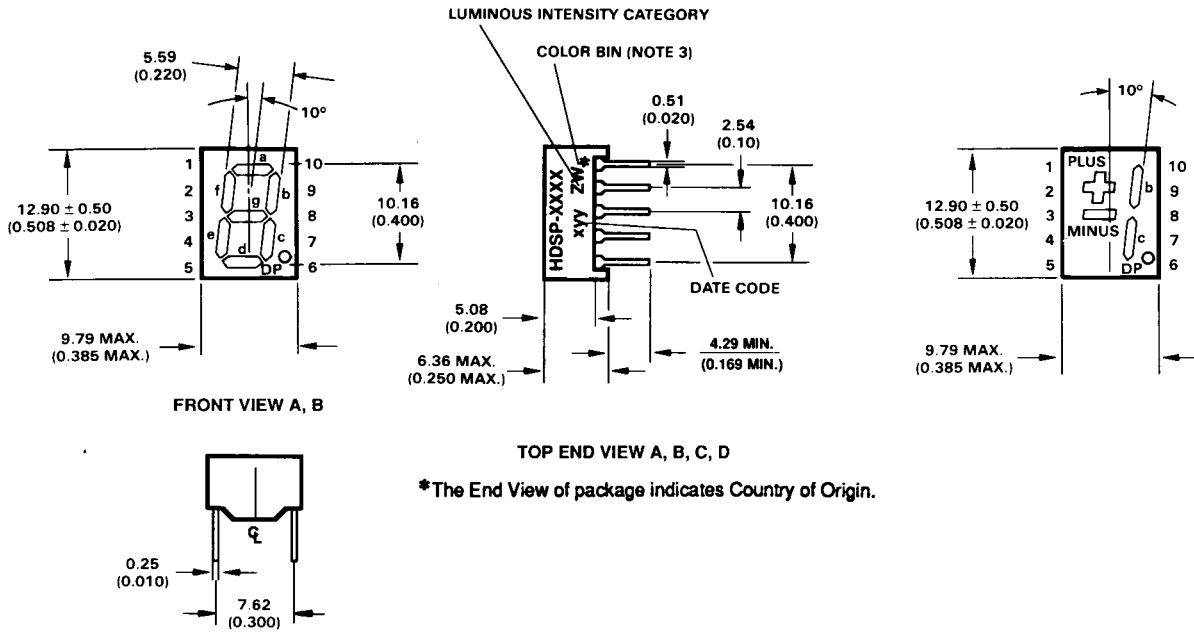 LUMINOUS INTENSITY CATEGORY
COLOR BIN (NOTE 3)
5.59
(0.220)
10°
1
2
3
4
5
a
b
c
d
e
f
g
DP
10
9
8
7
6
12.90 ± 0.50
(0.508 ± 0.020)
10.16
(0.400)
9.79 MAX.
(0.385 MAX.)
FRONT VIEW A, B
0.51
(0.020)
2.54
(0.10)
HDSP-XXXX
xyy ZW*
10.16
(0.400)
DATE CODE
5.08
(0.200)
6.36 MAX.
(0.250 MAX.)
4.29 MIN.
(0.169 MIN.)
TOP END VIEW A, B, C, D
*The End View of package indicates Country of Origin.
10°
1
2
3
4
5
PLUS
MINUS
b
c
DP
10
9
8
7
6
12.90 ± 0.50
(0.508 ± 0.020)
9.79 MAX.
(0.385 MAX.)
CL
0.25
(0.010)
7.62
(0.300)